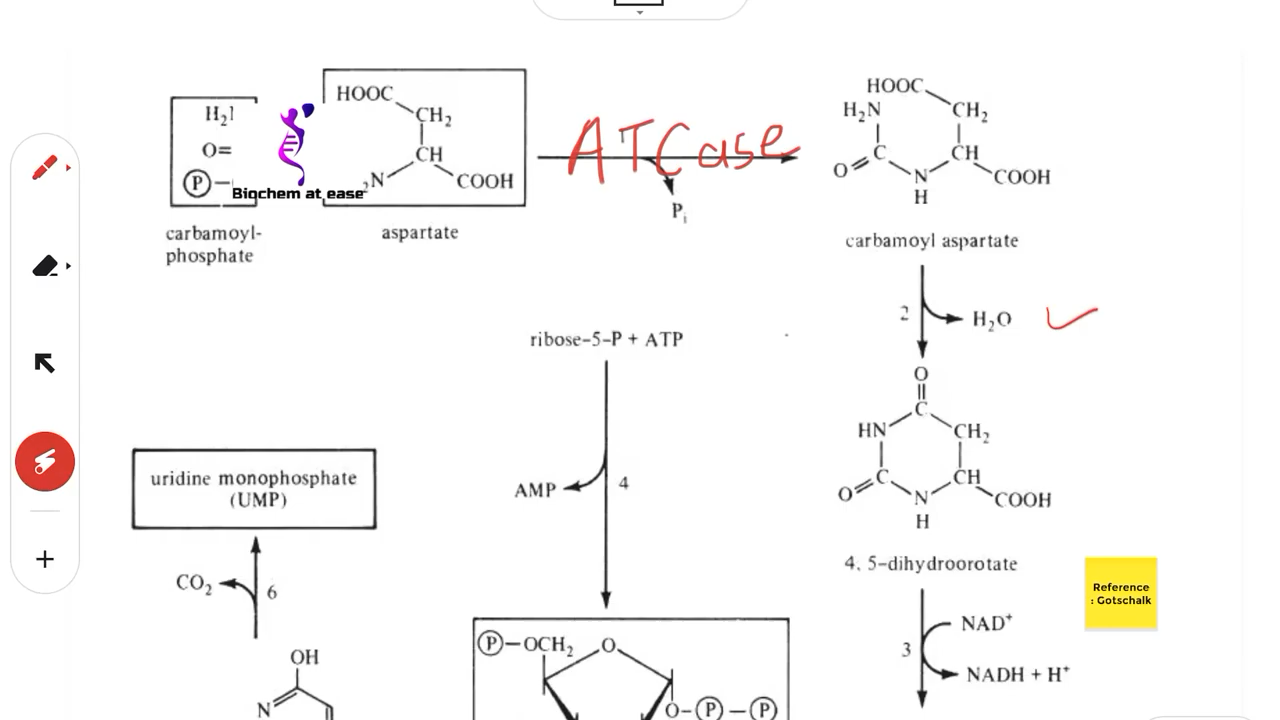 HOOC
CH₂
CH
COOH
O=
P
Biochem at ease
₂N
carbamoyl-
phosphate
aspartate
ATCase
Pᵢ
HOOC
H₂N
CH₂
O
C
CH
N
H
COOH
carbamoyl aspartate
2
H₂O
ribose-5-P + ATP
AMP
4
O
C
HN
CH₂
O
C
CH
N
H
COOH
4, 5-dihydroorotate
3
NAD⁺
NADH + H⁺
Reference
: Gotschalk
uridine monophosphate
(UMP)
CO₂
6
OH
N
P-OCH₂
O
O-P-P